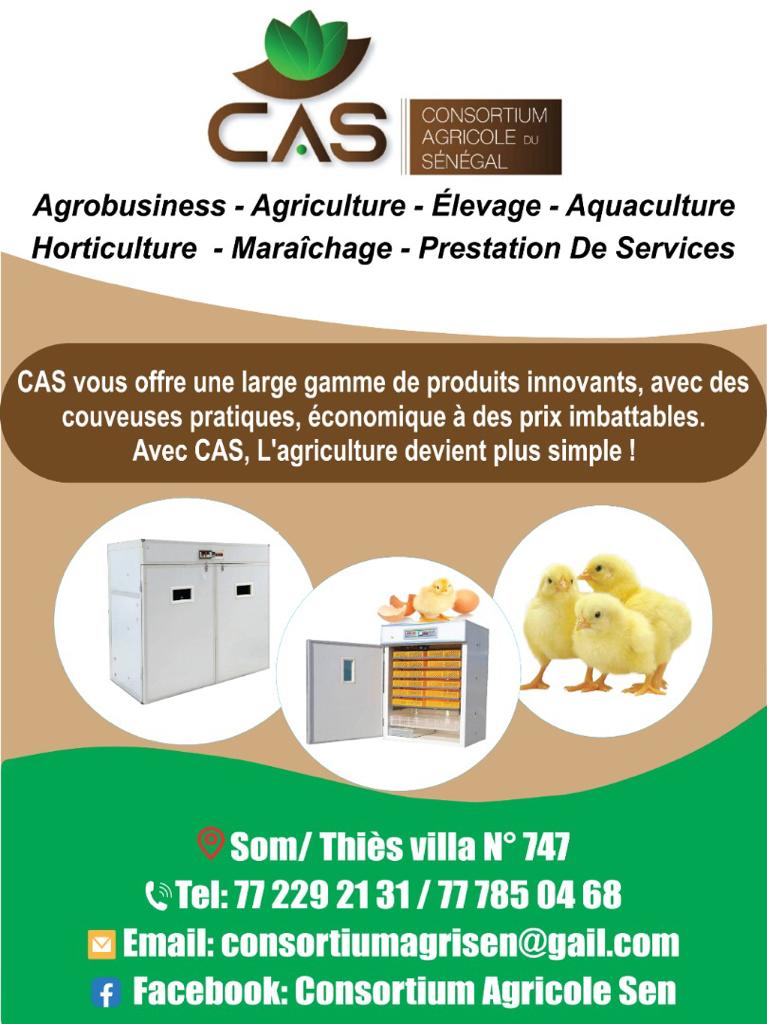 CAS
CONSORTIUM
AGRICOLE DU
SÉNÉGAL
Agrobusiness - Agriculture - Élevage - Aquaculture
Horticulture - Maraîchage - Prestation De Services
CAS vous offre une large gamme de produits innovants, avec des
couveuses pratiques, économique à des prix imbattables.
Avec CAS, L'agriculture devient plus simple !
Som/ Thiès villa N° 747
Tel: 77 229 21 31 / 77 785 04 68
Email: consortiumagrisen@gail.com
Facebook: Consortium Agricole Sen